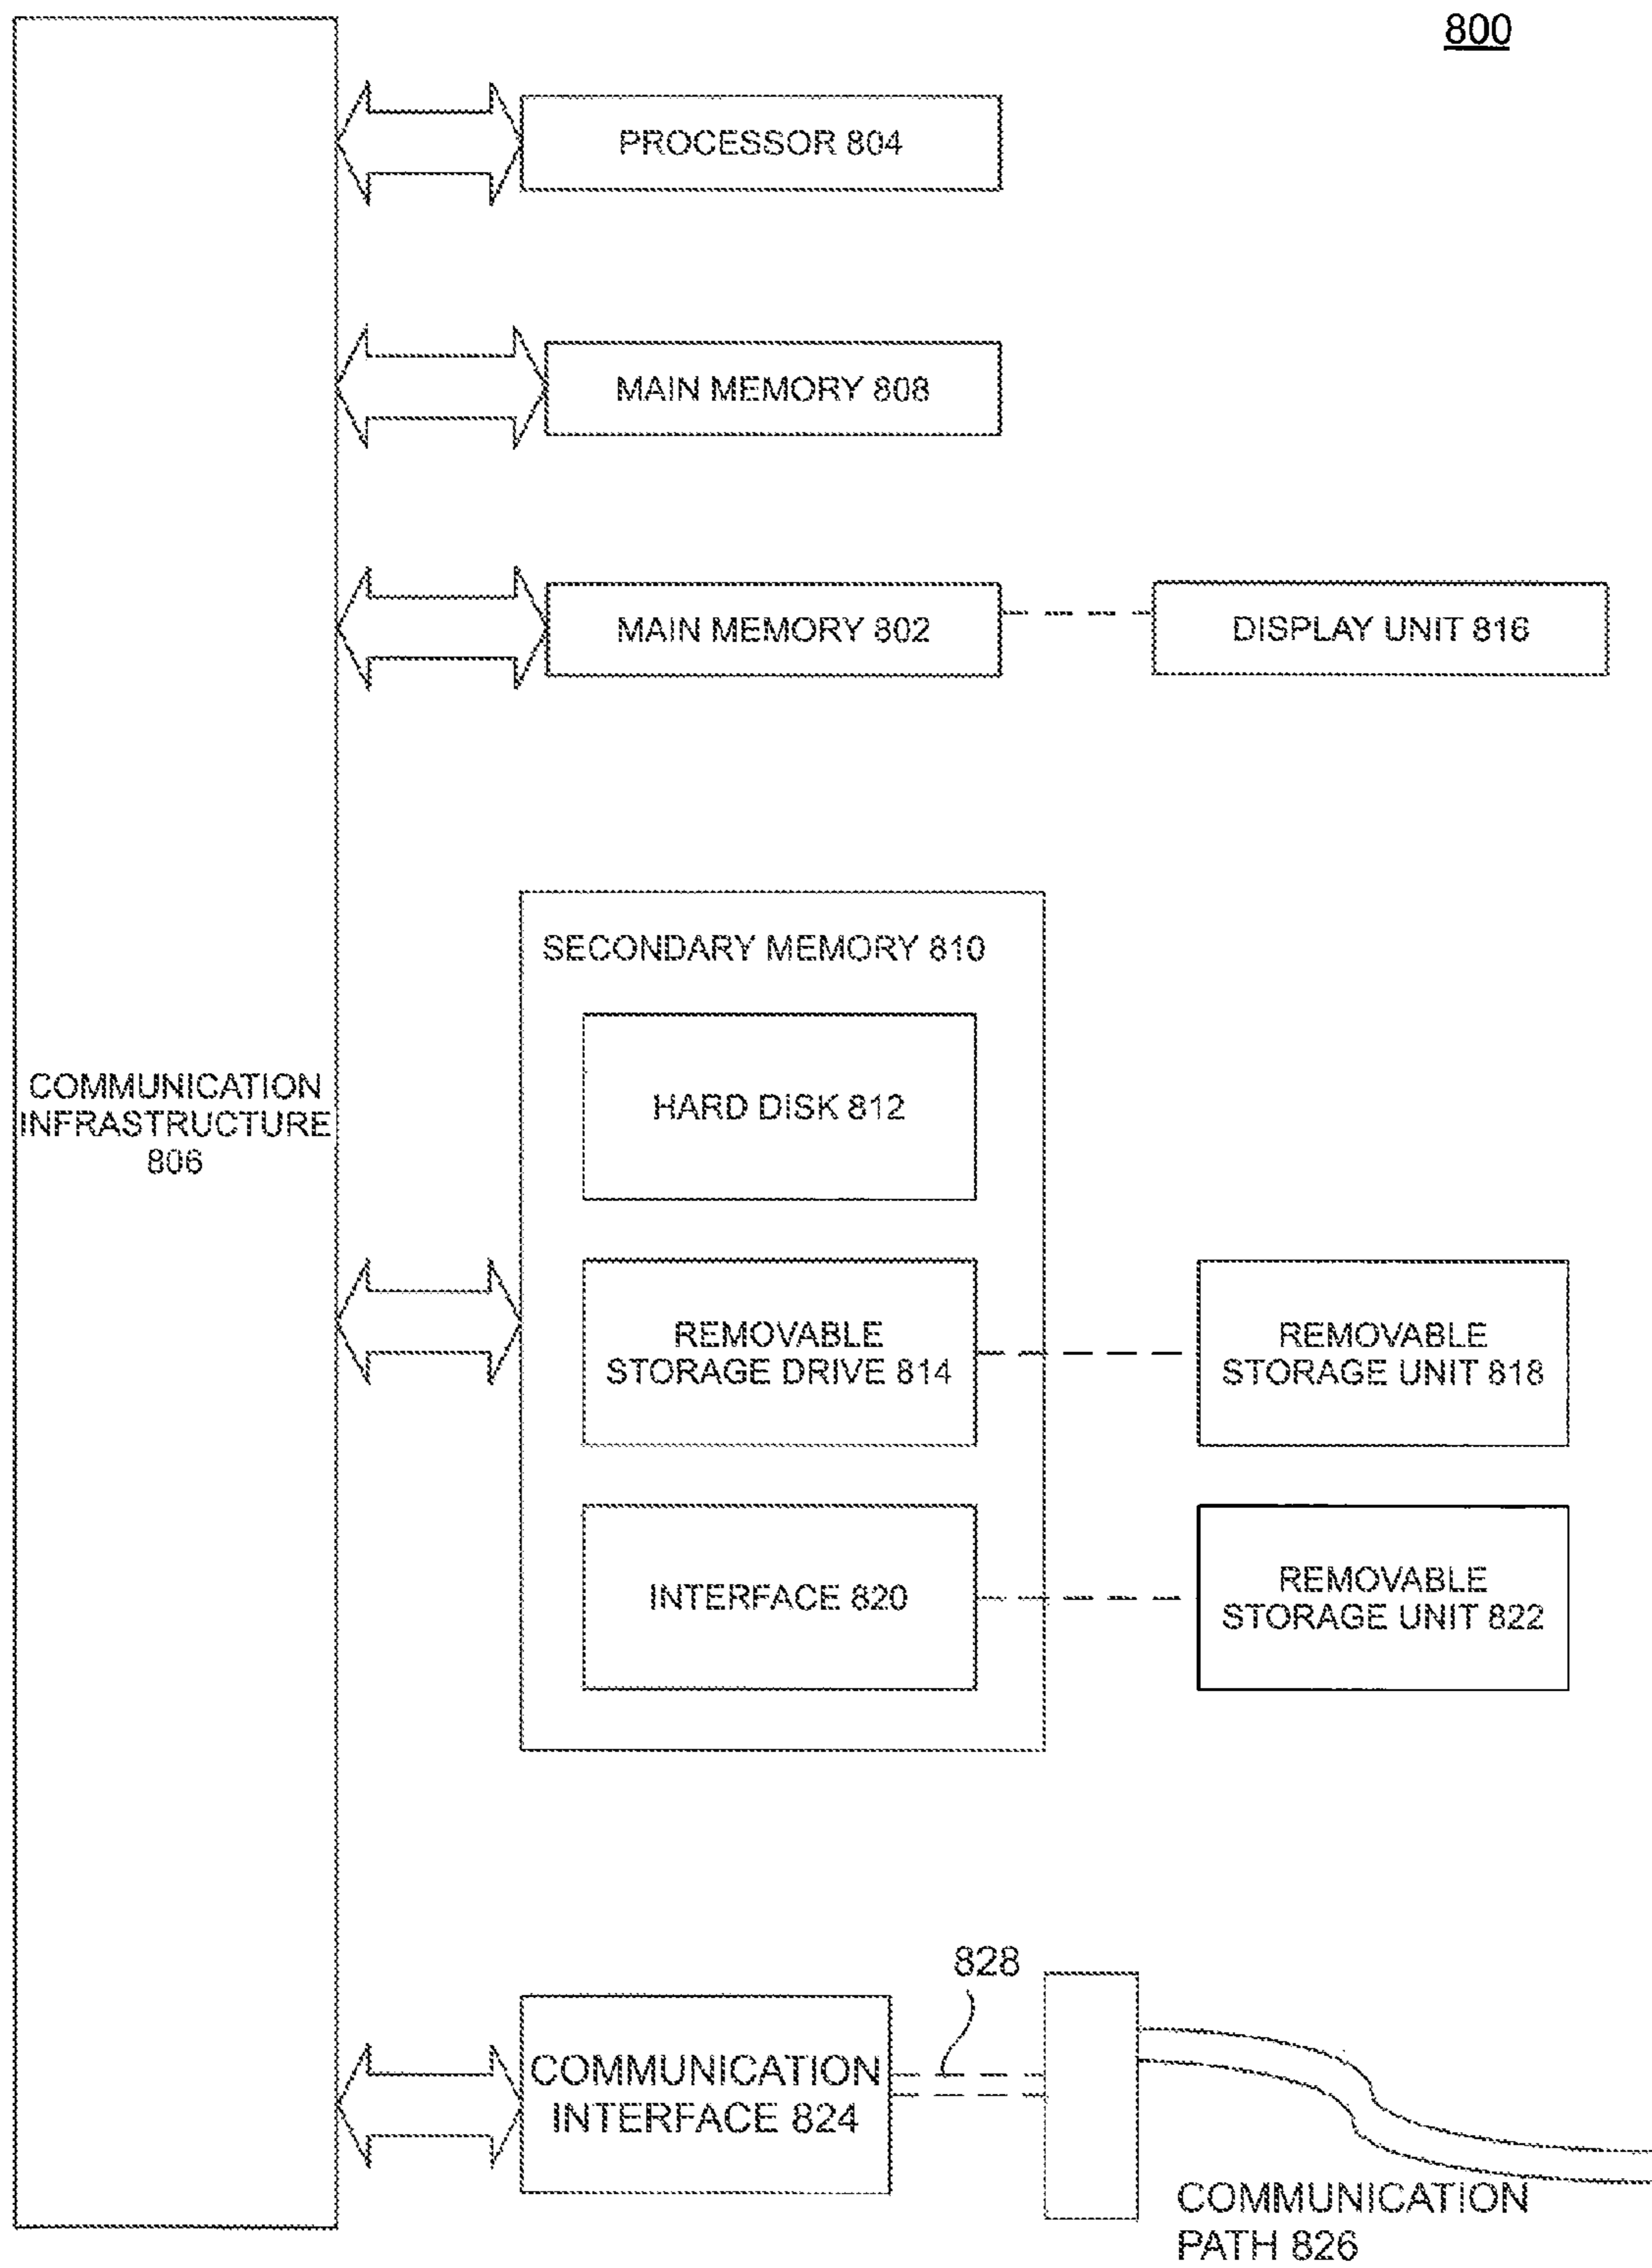 800
PROCESSOR 804
MAIN MEMORY 808
MAIN MEMORY 802
DISPLAY UNIT 816
SECONDARY MEMORY 810
HARD DISK 812
COMMUNICATION
INFRASTRUCTURE
806
REMOVABLE
STORAGE DRIVE 814
REMOVABLE
STORAGE UNIT 818
INTERFACE 820
REMOVABLE
STORAGE UNIT 822
828
COMMUNICATION
INTERFACE 824
COMMUNICATION
PATH 826